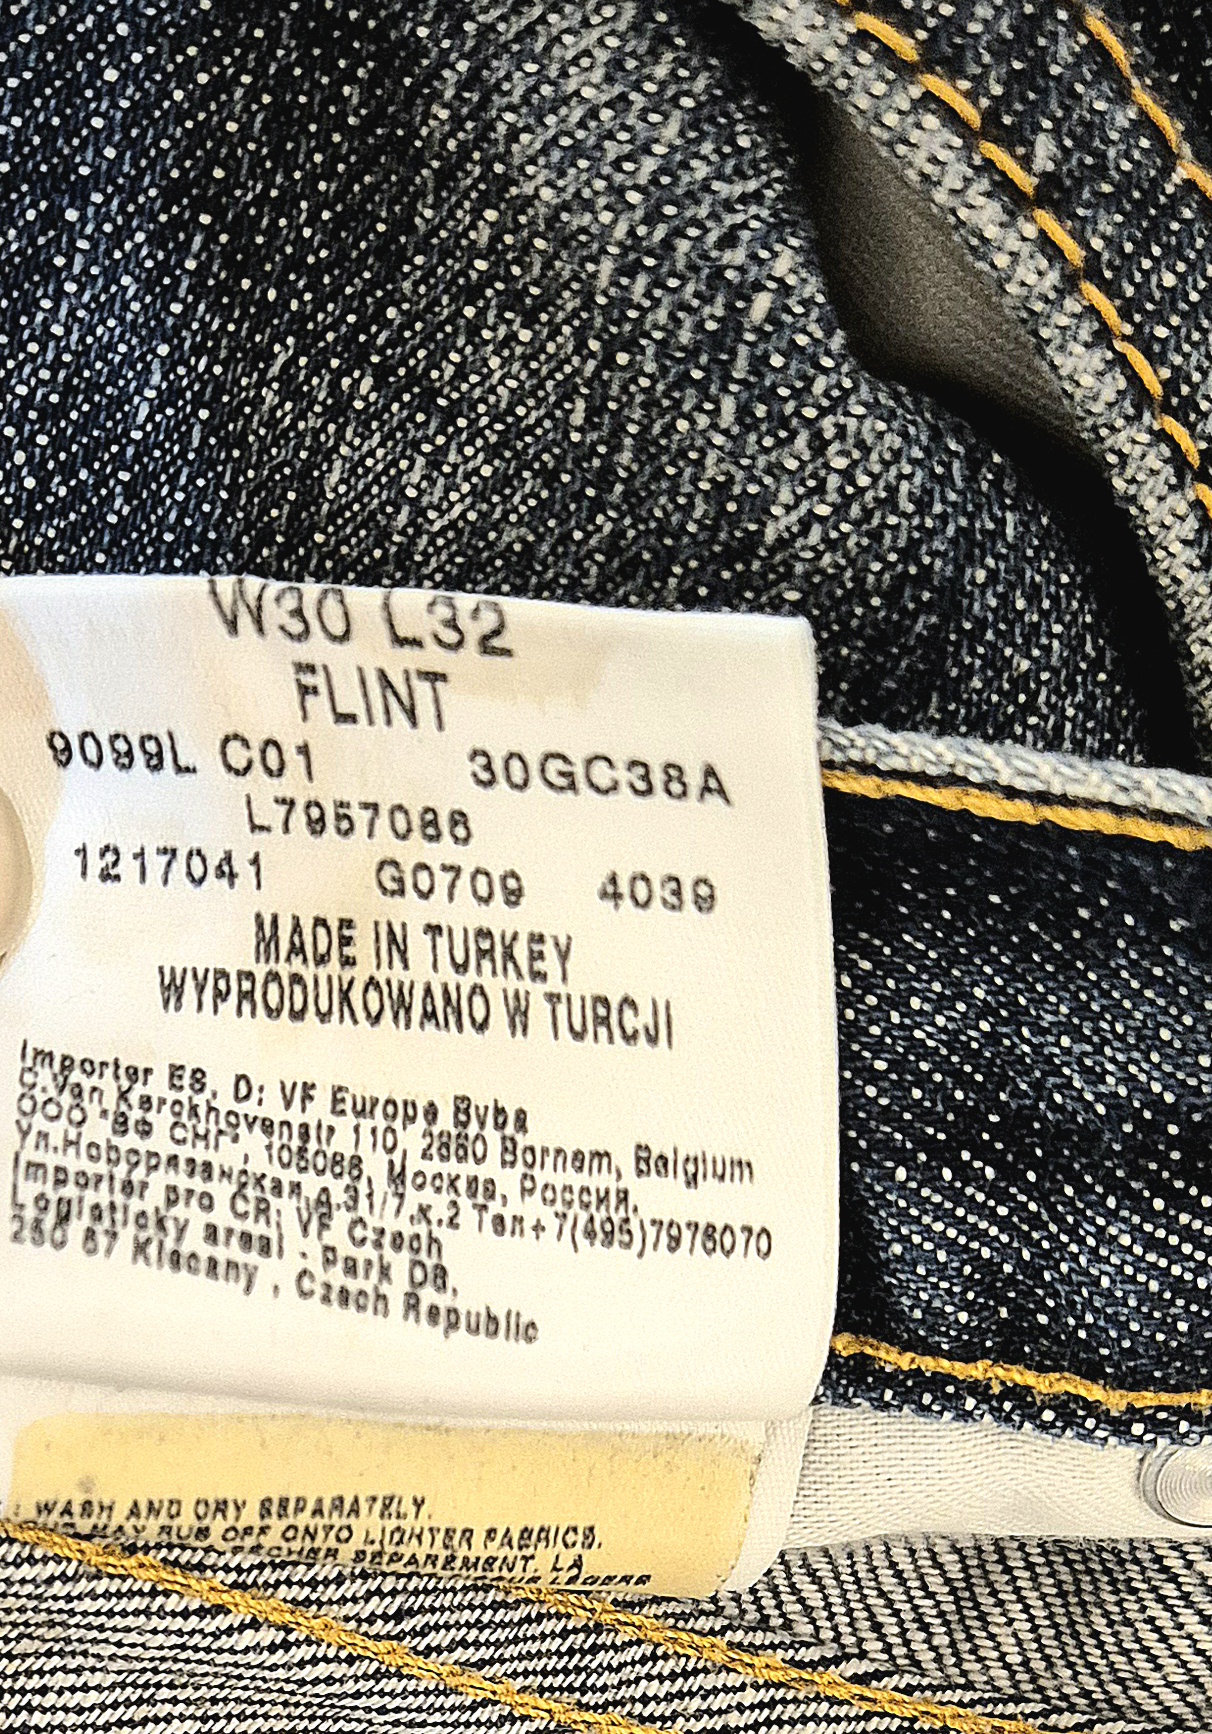 W30 L32
FLINT
9099L C01 30GC38A
L7957086
1217041 G0709 4039
MADE IN TURKEY
WYPRODUKOWANO W TURCJI
Importer ES, D: VF Europe Bvba
C.Van Kerckhovenstr 110, 2880 Bornem, Belgium
ООО "ВФ СНГ", 105066, Москва, Россия.
Ул.Новорязанская,д.31/7,к.2 Тел+7(495)7976070
Importer pro CR: VF Czech
Logisticky areal - Park D8,
250 67 Klecany, Czech Republic
WASH AND DRY SEPARATELY.
MAY RUB OFF ONTO LIGHTER FABRICS.
SEPAREMENT. LA